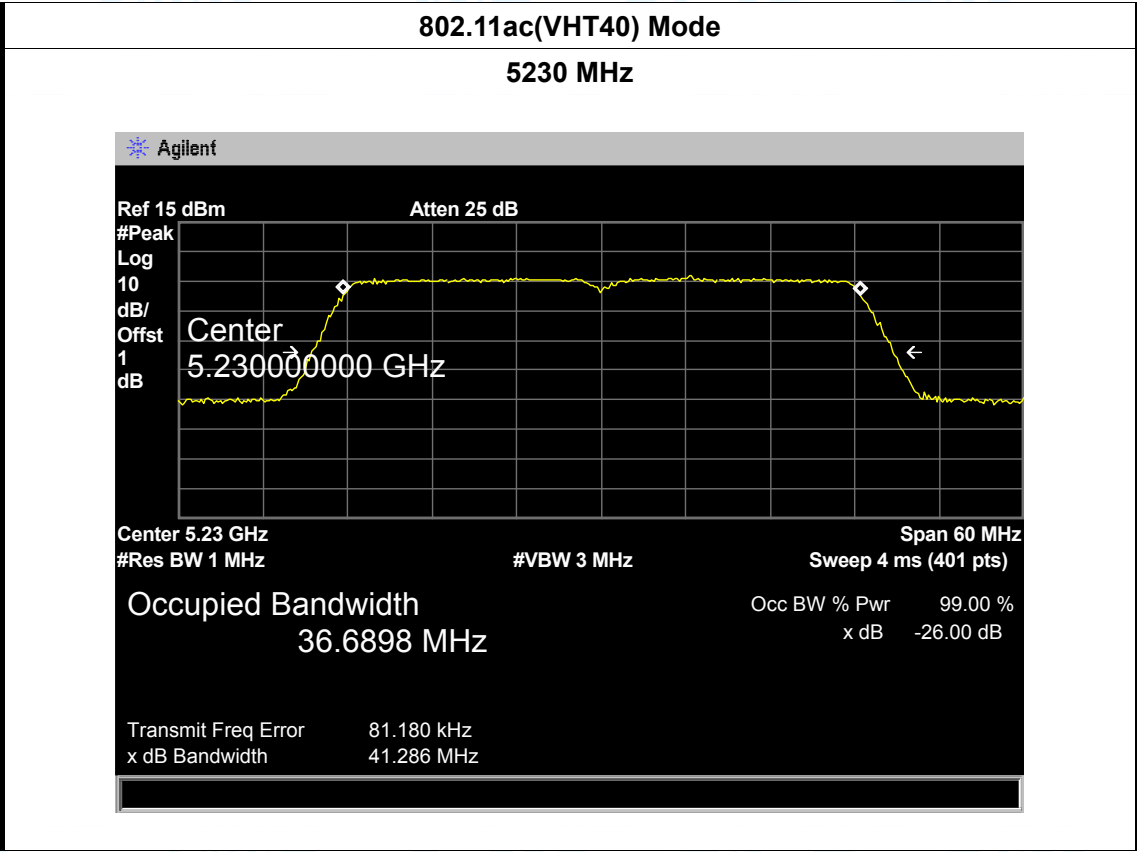 802.11ac(VHT40) Mode
5230 MHz
Agilent
Ref 15 dBm Atten 25 dB
#Peak
Log
10
dB/
Offst
1
dB
Center
5.230000000 GHz
Center 5.23 GHz Span 60 MHz
#Res BW 1 MHz #VBW 3 MHz Sweep 4 ms (401 pts)
Occupied Bandwidth
36.6898 MHz
Occ BW % Pwr 99.00 %
x dB -26.00 dB
Transmit Freq Error 81.180 kHz
x dB Bandwidth 41.286 MHz